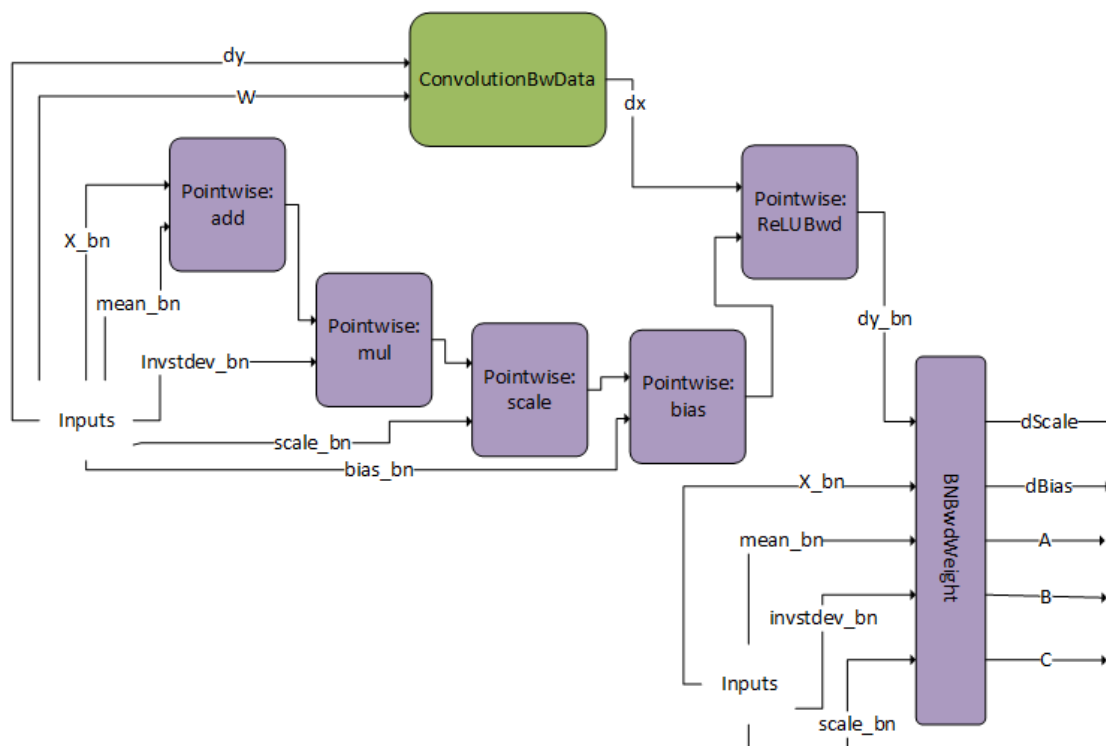 dy
ConvolutionBwData
W
dx
Pointwise:
add
Pointwise:
ReLUBwd
X_bn
mean_bn
Pointwise:
mul
dy_bn
Invstdev_bn
Pointwise:
scale
Pointwise:
bias
Inputs
scale_bn
bias_bn
dScale
X_bn
dBias
mean_bn
A
BNBwdWeight
invstdev_bn
B
C
Inputs
scale_bn